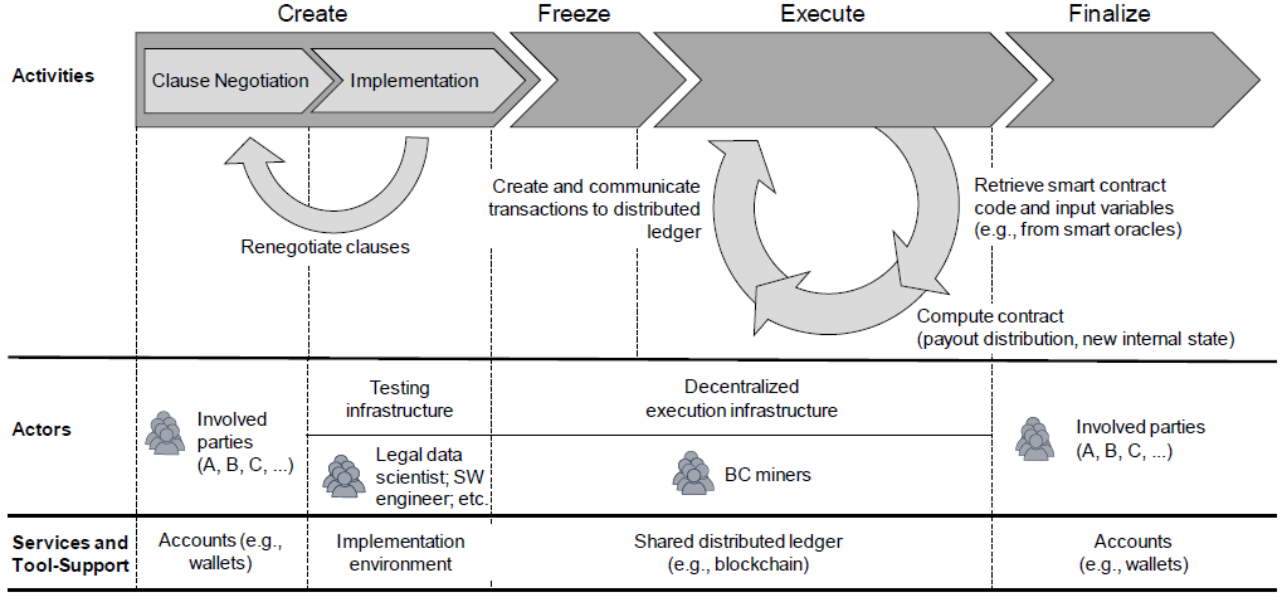 Create
Freeze
Execute
Finalize
Activities
Clause Negotiation
Implementation
Renegotiate clauses
Create and communicate
transactions to distributed
ledger
Retrieve smart contract
code and input variables
(e.g., from smart oracles)
Compute contract
(payout distribution, new internal state)
Actors
Involved
parties
(A, B, C, ...)
Testing
infrastructure
Legal data
scientist; SW
engineer; etc.
Decentralized
execution infrastructure
BC miners
Involved parties
(A, B, C, ...)
Services and
Tool-Support
Accounts (e.g.,
wallets)
Implementation
environment
Shared distributed ledger
(e.g., blockchain)
Accounts
(e.g., wallets)